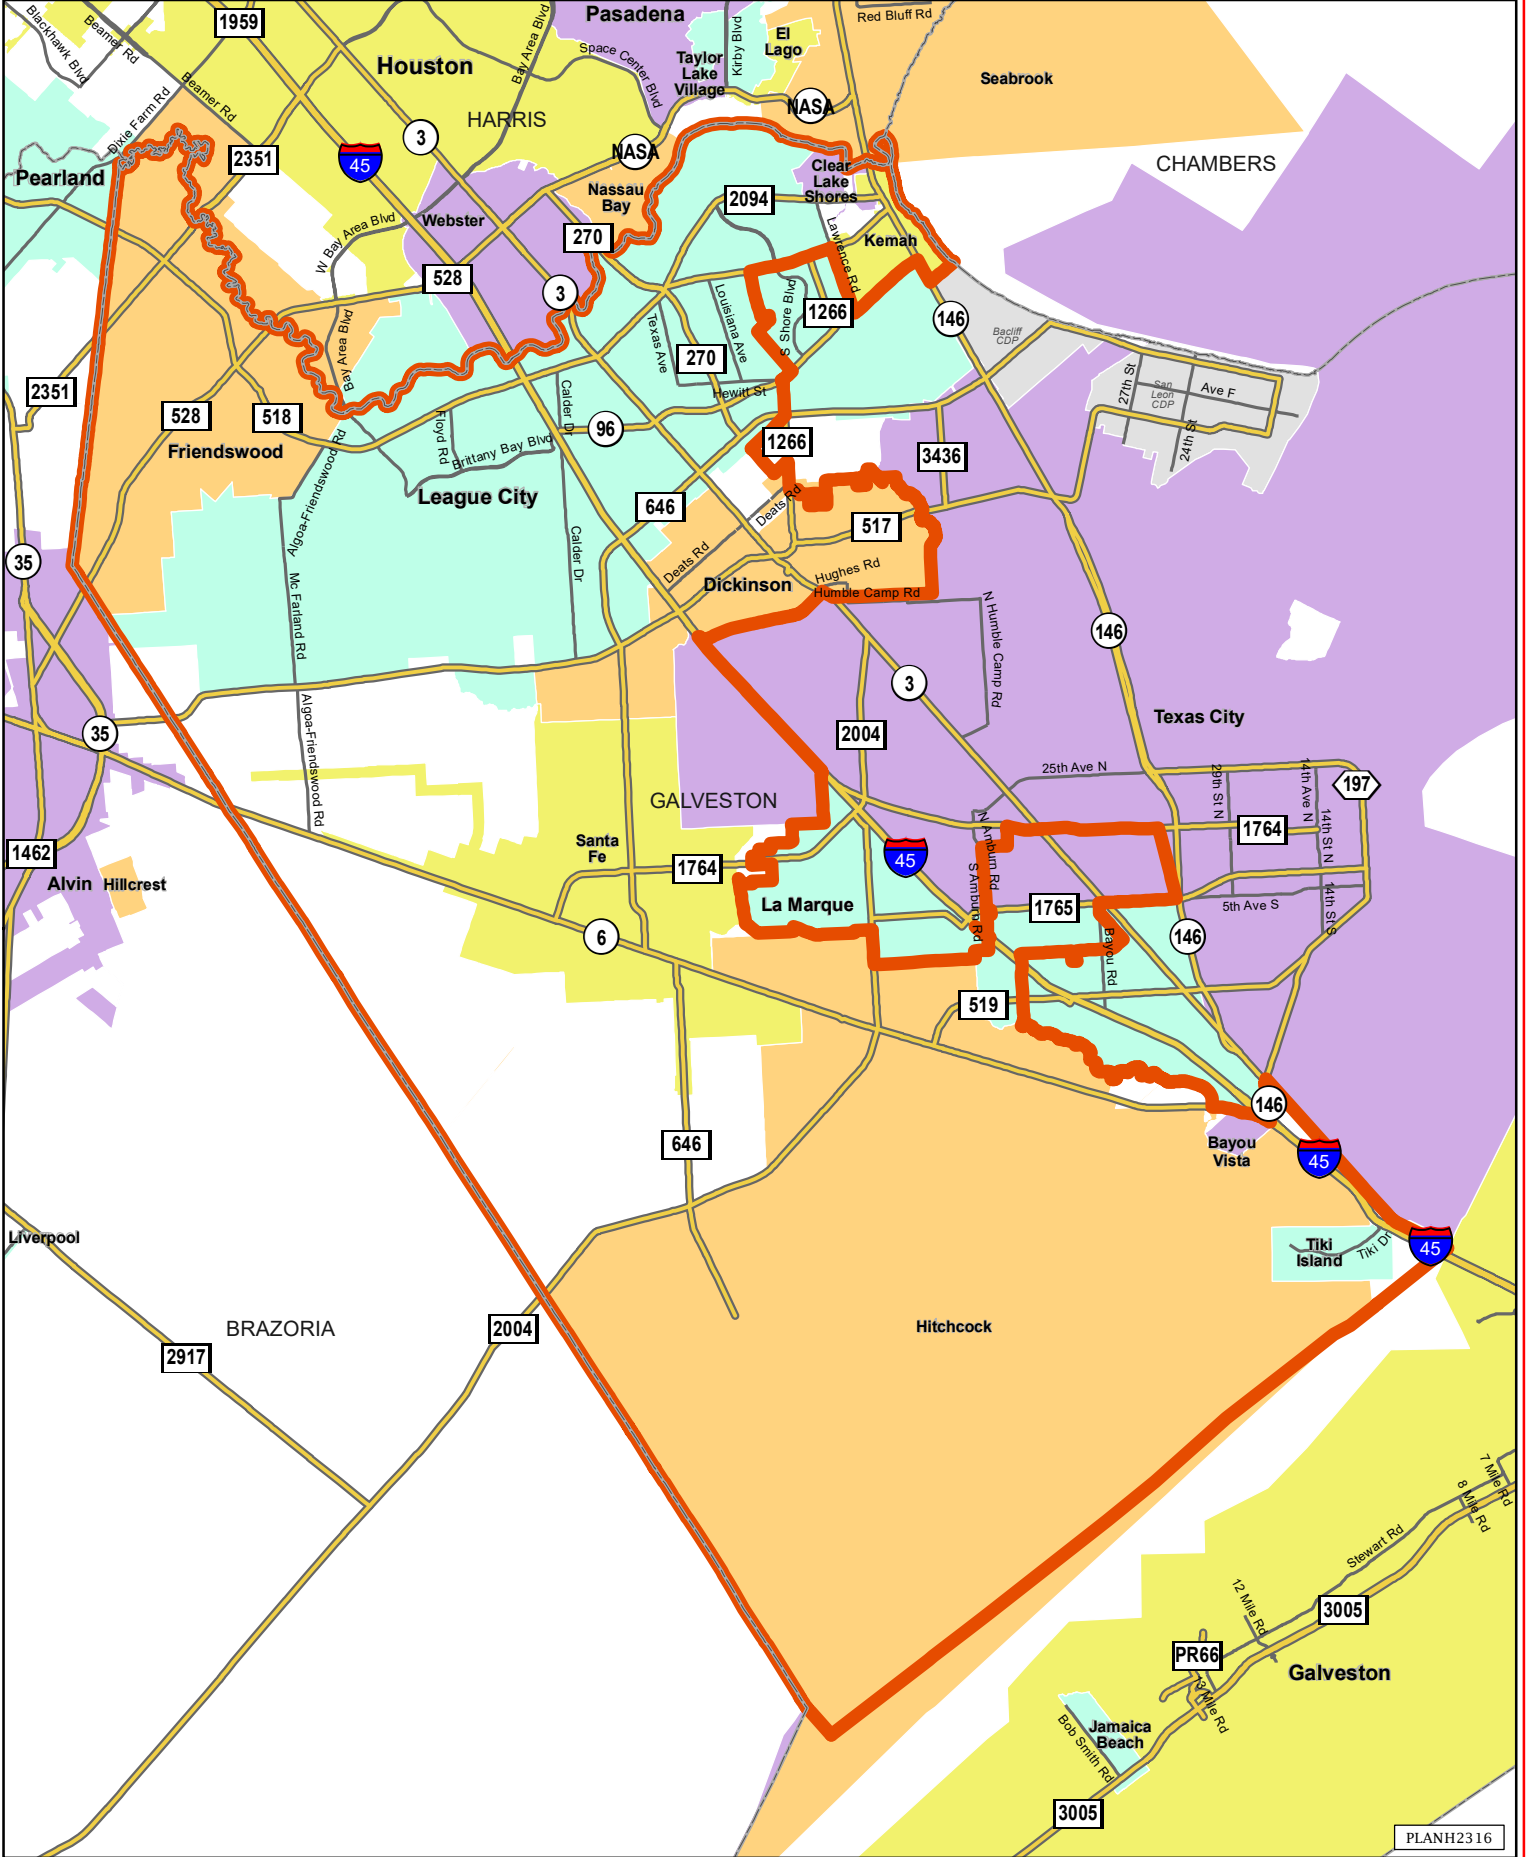 Pasadena
Red Bluff Rd
Blackhawk Blvd
Beamer Rd
1959
Bay Area Blvd
Kirby Blvd
El
Lago
Space Center Blvd
Houston
Taylor
Lake
Village
Seabrook
Dixie Farm Rd
Beamer Rd
NASA
HARRIS
3
2351
45
NASA
CHAMBERS
Pearland
Clear
Lake
Shores
Nassau
Bay
2094
Webster
W Bay Area Blvd
270
Lawrence Rd
Kemah
528
3
Louisiana Ave
S Shore Blvd
1266
146
Bacliff
CDP
Texas Ave
Bay Area Blvd
270
27th St
San
Leon
CDP
Ave F
2351
Hewitt St
528
518
Calder Dr
Floyd Rd
96
24th St
Friendswood
Brittany Bay Blvd
1266
3436
Algoa-Friendswood Rd
League City
646
Deats Rd
517
35
Calder Dr
Deats Rd
Hughes Rd
Dickinson
Humble Camp Rd
Mc Farland Rd
N Humble Camp Rd
146
3
Texas City
35
Algoa-Friendswood Rd
2004
25th Ave N
29th St N
14th Ave N
197
GALVESTON
14th St N
1764
N Amburn Rd
Santa
Fe
1462
45
1764
S Amburn Rd
Alvin
Hillcrest
La Marque
1765
5th Ave S
14th St S
6
Bayou Rd
146
519
146
646
Bayou
Vista
45
Liverpool
Tiki
Island
Tiki Dr
45
BRAZORIA
2004
Hitchcock
2917
7 Mile Rd
8 Mile Rd
Stewart Rd
12 Mile Rd
3005
PR66
Galveston
13 Mile Rd
Jamaica
Beach
Bob Smith Rd
3005
PLANH2316